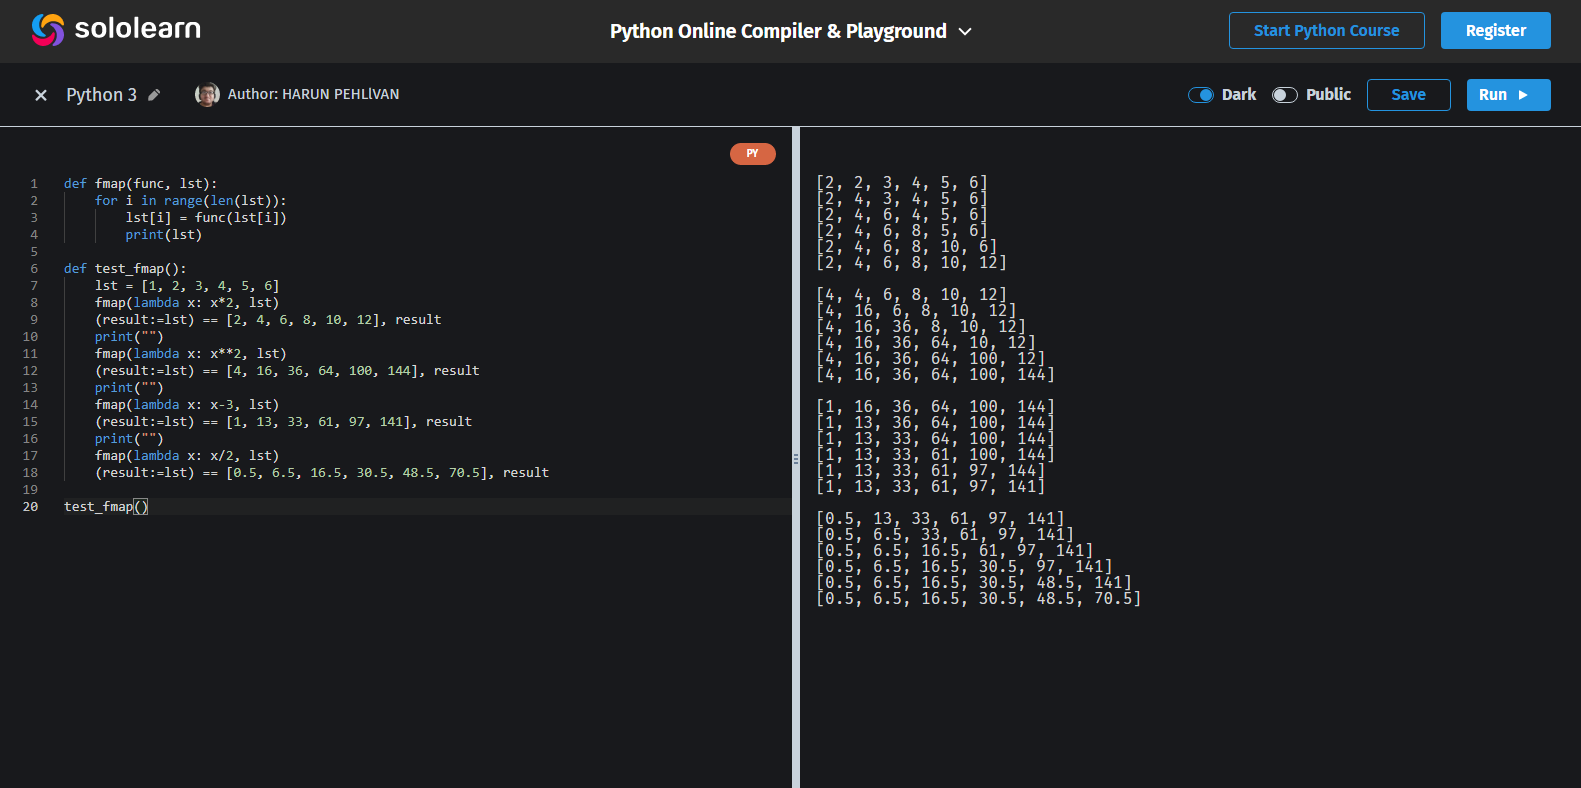 sololearn
Python Online Compiler & Playground
Start Python Course
Register
Python 3
Author: HARUN PEHLİVAN
Dark
Public
Save
Run
PY
1 def fmap(func, lst):
2     for i in range(len(lst)):
3         lst[i] = func(lst[i])
4         print(lst)
5
6 def test_fmap():
7     lst = [1, 2, 3, 4, 5, 6]
8     fmap(lambda x: x*2, lst)
9     (result:=lst) == [2, 4, 6, 8, 10, 12], result
10     print("")
11     fmap(lambda x: x**2, lst)
12     (result:=lst) == [4, 16, 36, 64, 100, 144], result
13     print("")
14     fmap(lambda x: x-3, lst)
15     (result:=lst) == [1, 13, 33, 61, 97, 141], result
16     print("")
17     fmap(lambda x: x/2, lst)
18     (result:=lst) == [0.5, 6.5, 16.5, 30.5, 48.5, 70.5], result
19
20 test_fmap()
[2, 2, 3, 4, 5, 6]
[2, 4, 3, 4, 5, 6]
[2, 4, 6, 4, 5, 6]
[2, 4, 6, 8, 5, 6]
[2, 4, 6, 8, 10, 6]
[2, 4, 6, 8, 10, 12]
[4, 4, 6, 8, 10, 12]
[4, 16, 6, 8, 10, 12]
[4, 16, 36, 8, 10, 12]
[4, 16, 36, 64, 10, 12]
[4, 16, 36, 64, 100, 12]
[4, 16, 36, 64, 100, 144]
[1, 16, 36, 64, 100, 144]
[1, 13, 36, 64, 100, 144]
[1, 13, 33, 64, 100, 144]
[1, 13, 33, 61, 100, 144]
[1, 13, 33, 61, 97, 144]
[1, 13, 33, 61, 97, 141]
[0.5, 13, 33, 61, 97, 141]
[0.5, 6.5, 33, 61, 97, 141]
[0.5, 6.5, 16.5, 61, 97, 141]
[0.5, 6.5, 16.5, 30.5, 97, 141]
[0.5, 6.5, 16.5, 30.5, 48.5, 141]
[0.5, 6.5, 16.5, 30.5, 48.5, 70.5]